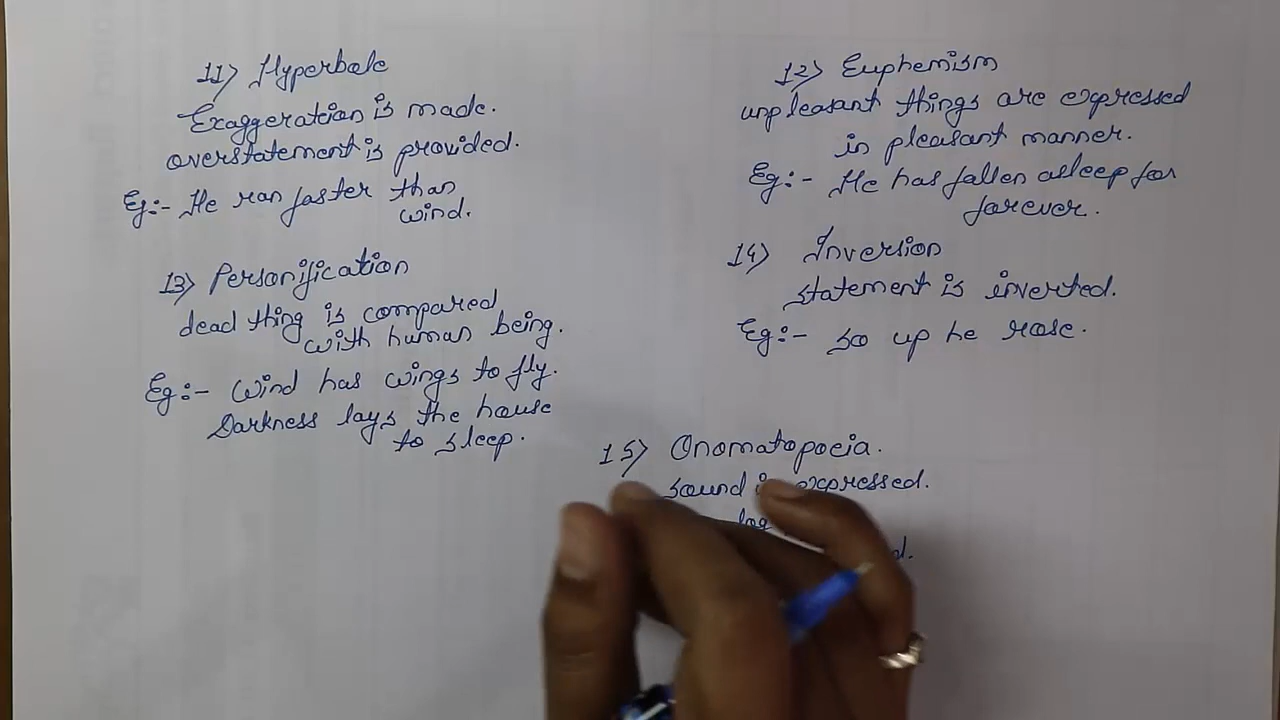 11) Hyperbole
Exaggeration is made.
overstatement is provided.
Eg:- He ran faster than
wind.
12) Euphemism
unpleasant things are expressed
in pleasant manner.
Eg:- He has fallen asleep for
forever.
13) Personification
dead thing is compared
with human being.
Eg:- Wind has wings to fly.
Darkness lays the house
to sleep.
14) Inversion
statement is inverted.
Eg:- so up he rose.
15) Onomatopoeia.
sound is expressed.